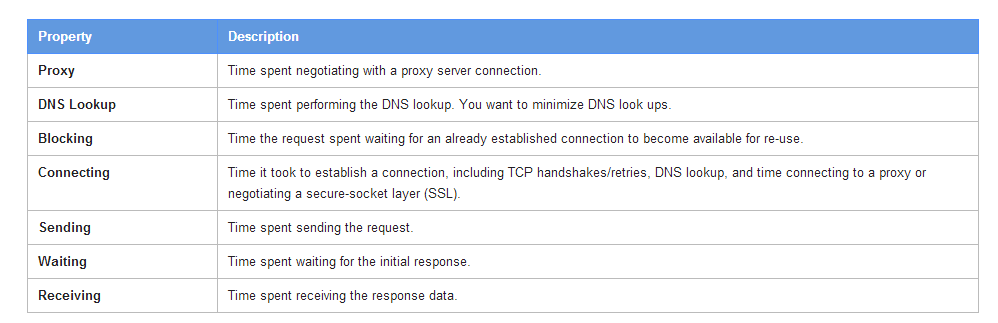 Property Description
Proxy Time spent negotiating with a proxy server connection.
DNS Lookup Time spent performing the DNS lookup. You want to minimize DNS look ups.
Blocking Time the request spent waiting for an already established connection to become available for re-use.
Connecting Time it took to establish a connection, including TCP handshakes/retries, DNS lookup, and time connecting to a proxy or
negotiating a secure-socket layer (SSL).
Sending Time spent sending the request.
Waiting Time spent waiting for the initial response.
Receiving Time spent receiving the response data.